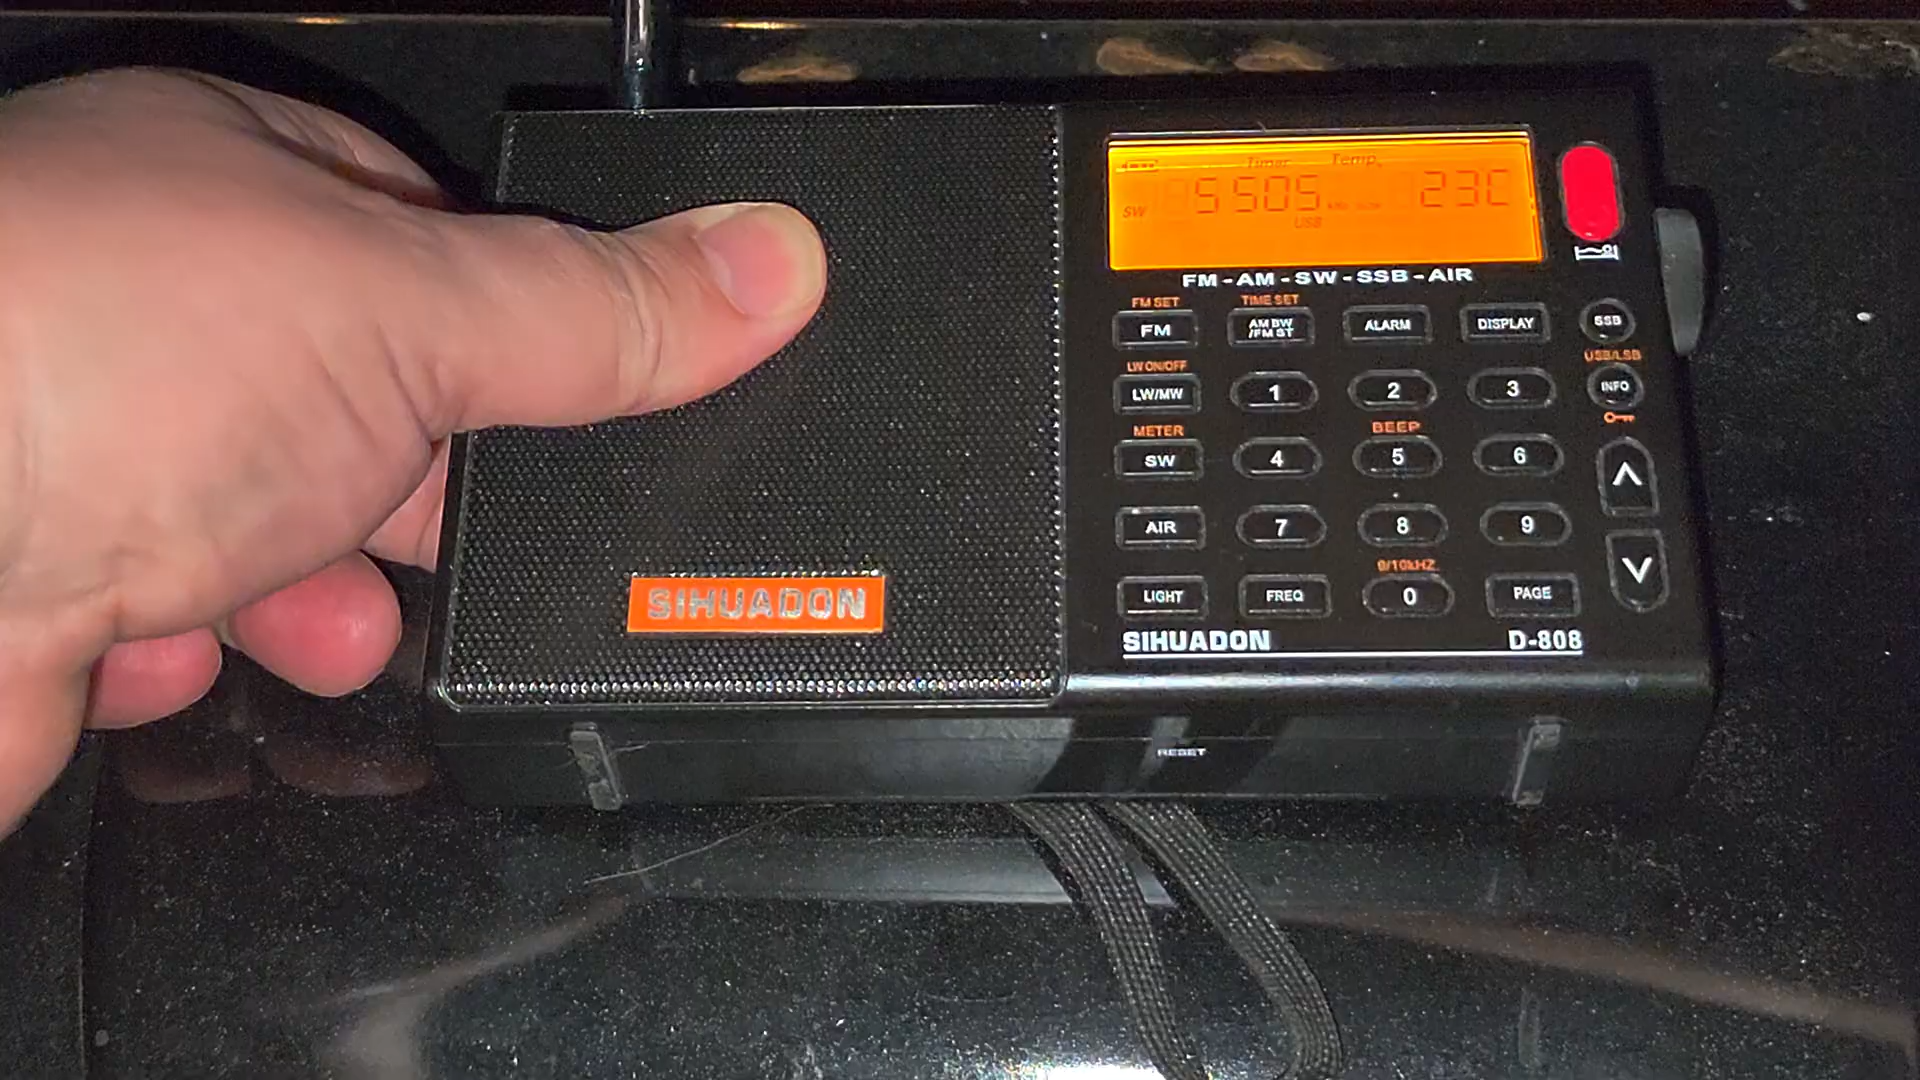 Timer Temp.
SW 5505 23C
USB
FM-AM-SW-SSB-AIR
FM SET TIME SET
FM AM BW /FM ST ALARM DISPLAY SSB
USB/LSB
LW ON/OFF
LW/MW 1 2 3 INFO
METER BEEP
SW 4 5 6
AIR 7 8 9
9/10kHZ
LIGHT FREQ 0 PAGE
SIHUADON
SIHUADON D-808
RESET